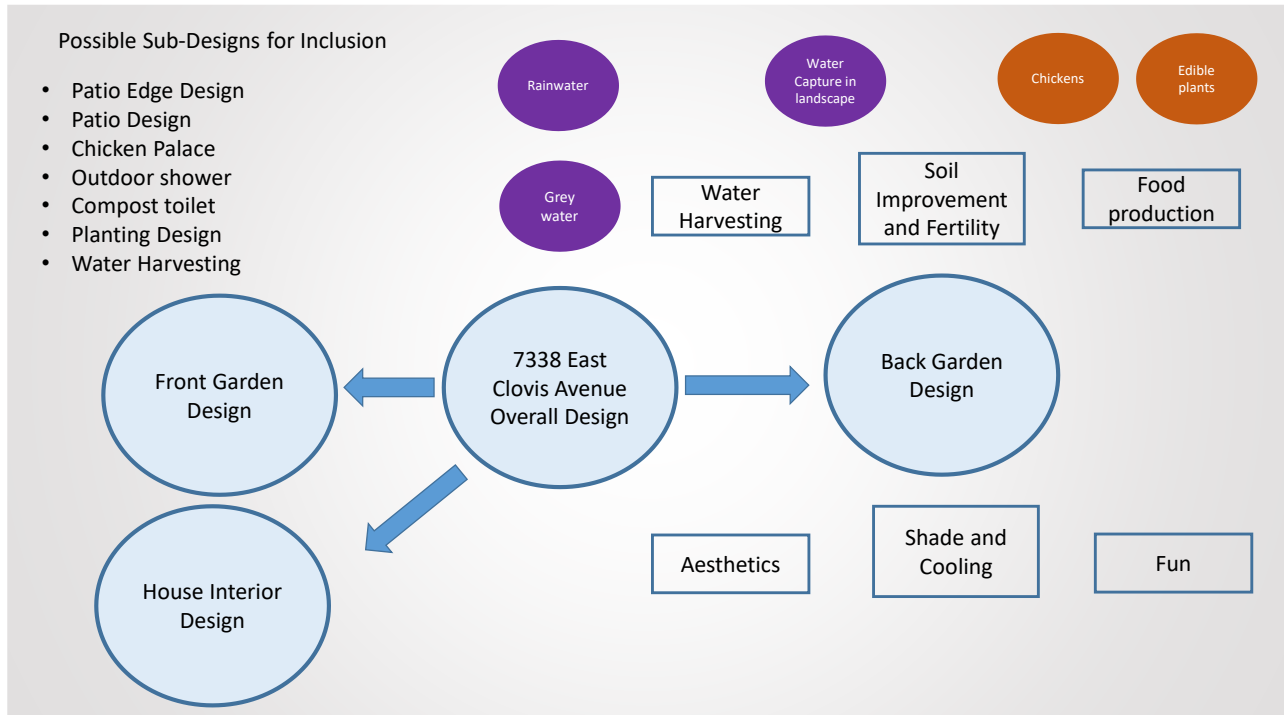 Possible Sub-Designs for Inclusion
• Patio Edge Design
• Patio Design
• Chicken Palace
• Outdoor shower
• Compost toilet
• Planting Design
• Water Harvesting
Rainwater
Water
Capture in
landscape
Chickens
Edible
plants
Grey
water
Water
Harvesting
Soil
Improvement
and Fertility
Food
production
Front Garden
Design
7338 East
Clovis Avenue
Overall Design
Back Garden
Design
House Interior
Design
Aesthetics
Shade and
Cooling
Fun